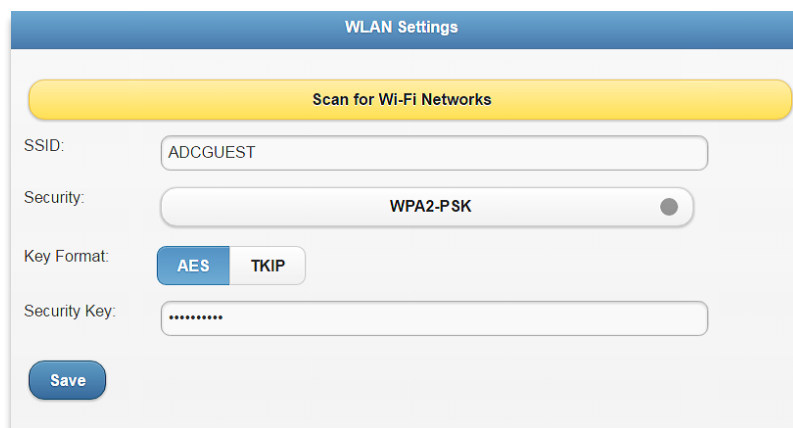 WLAN Settings
Scan for Wi-Fi Networks
SSID: ADCGUEST
Security: WPA2-PSK
Key Format: AES TKIP
Security Key: ••••••••••
Save